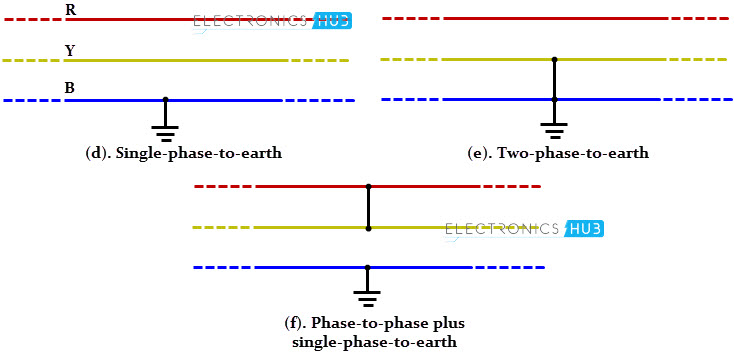 R
ELECTRONICS HUB
Y
B
(d). Single-phase-to-earth
(e). Two-phase-to-earth
ELECTRONICS HUB
(f). Phase-to-phase plus
single-phase-to-earth